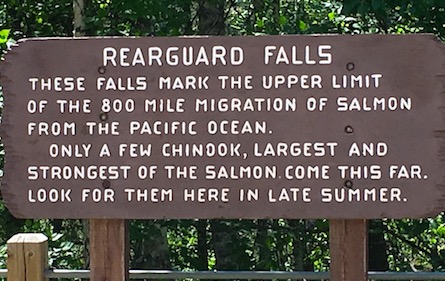 REARGUARD FALLS
THESE FALLS MARK THE UPPER LIMIT
OF THE 800 MILE MIGRATION OF SALMON
FROM THE PACIFIC OCEAN.
ONLY A FEW CHINOOK, LARGEST AND
STRONGEST OF THE SALMON COME THIS FAR.
LOOK FOR THEM HERE IN LATE SUMMER.